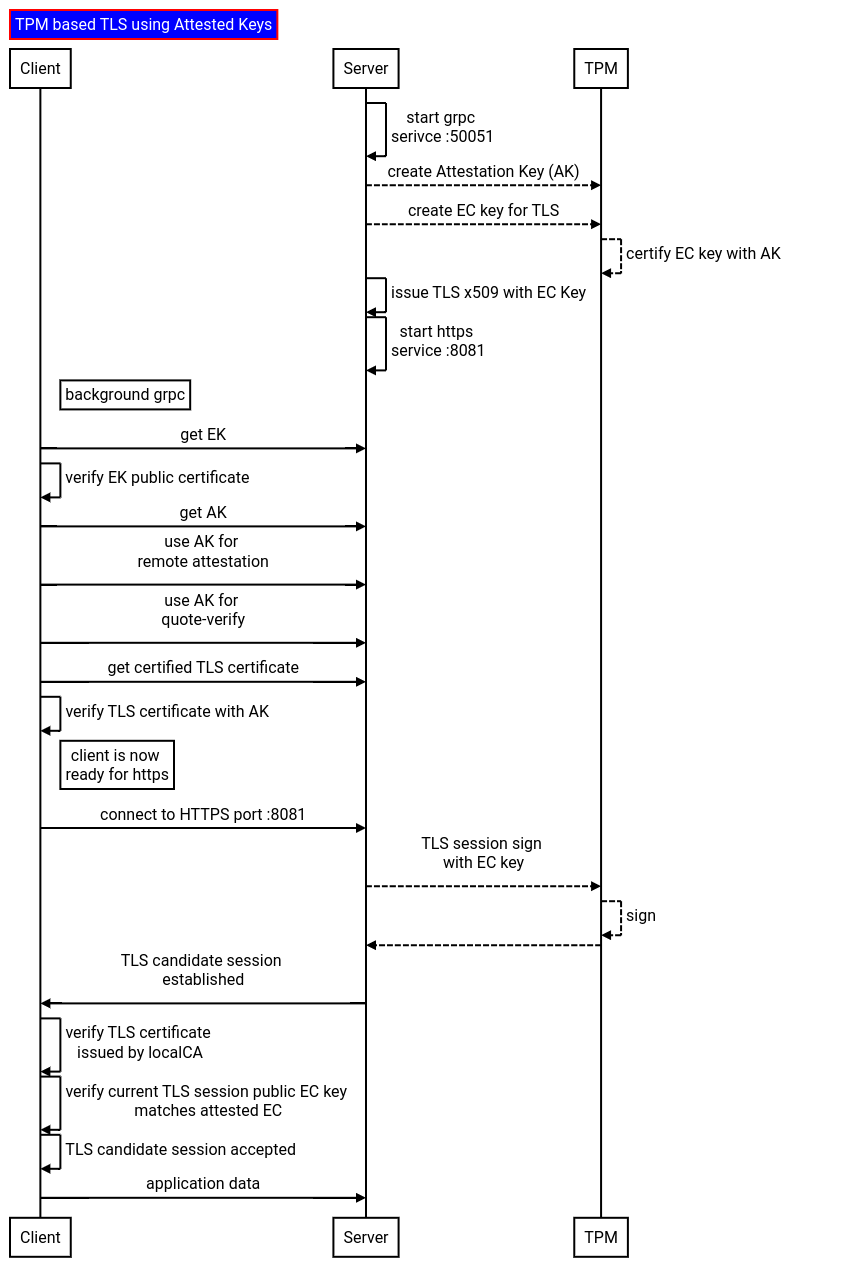 TPM based TLS using Attested Keys
Client
Server
TPM
start grpc
serivce :50051
create Attestation Key (AK)
create EC key for TLS
certify EC key with AK
issue TLS x509 with EC Key
start https
service :8081
background grpc
get EK
verify EK public certificate
get AK
use AK for
remote attestation
use AK for
quote-verify
get certified TLS certificate
verify TLS certificate with AK
client is now
ready for https
connect to HTTPS port :8081
TLS session sign
with EC key
sign
TLS candidate session
established
verify TLS certificate
issued by localCA
verify current TLS session public EC key
matches attested EC
TLS candidate session accepted
application data
Client
Server
TPM